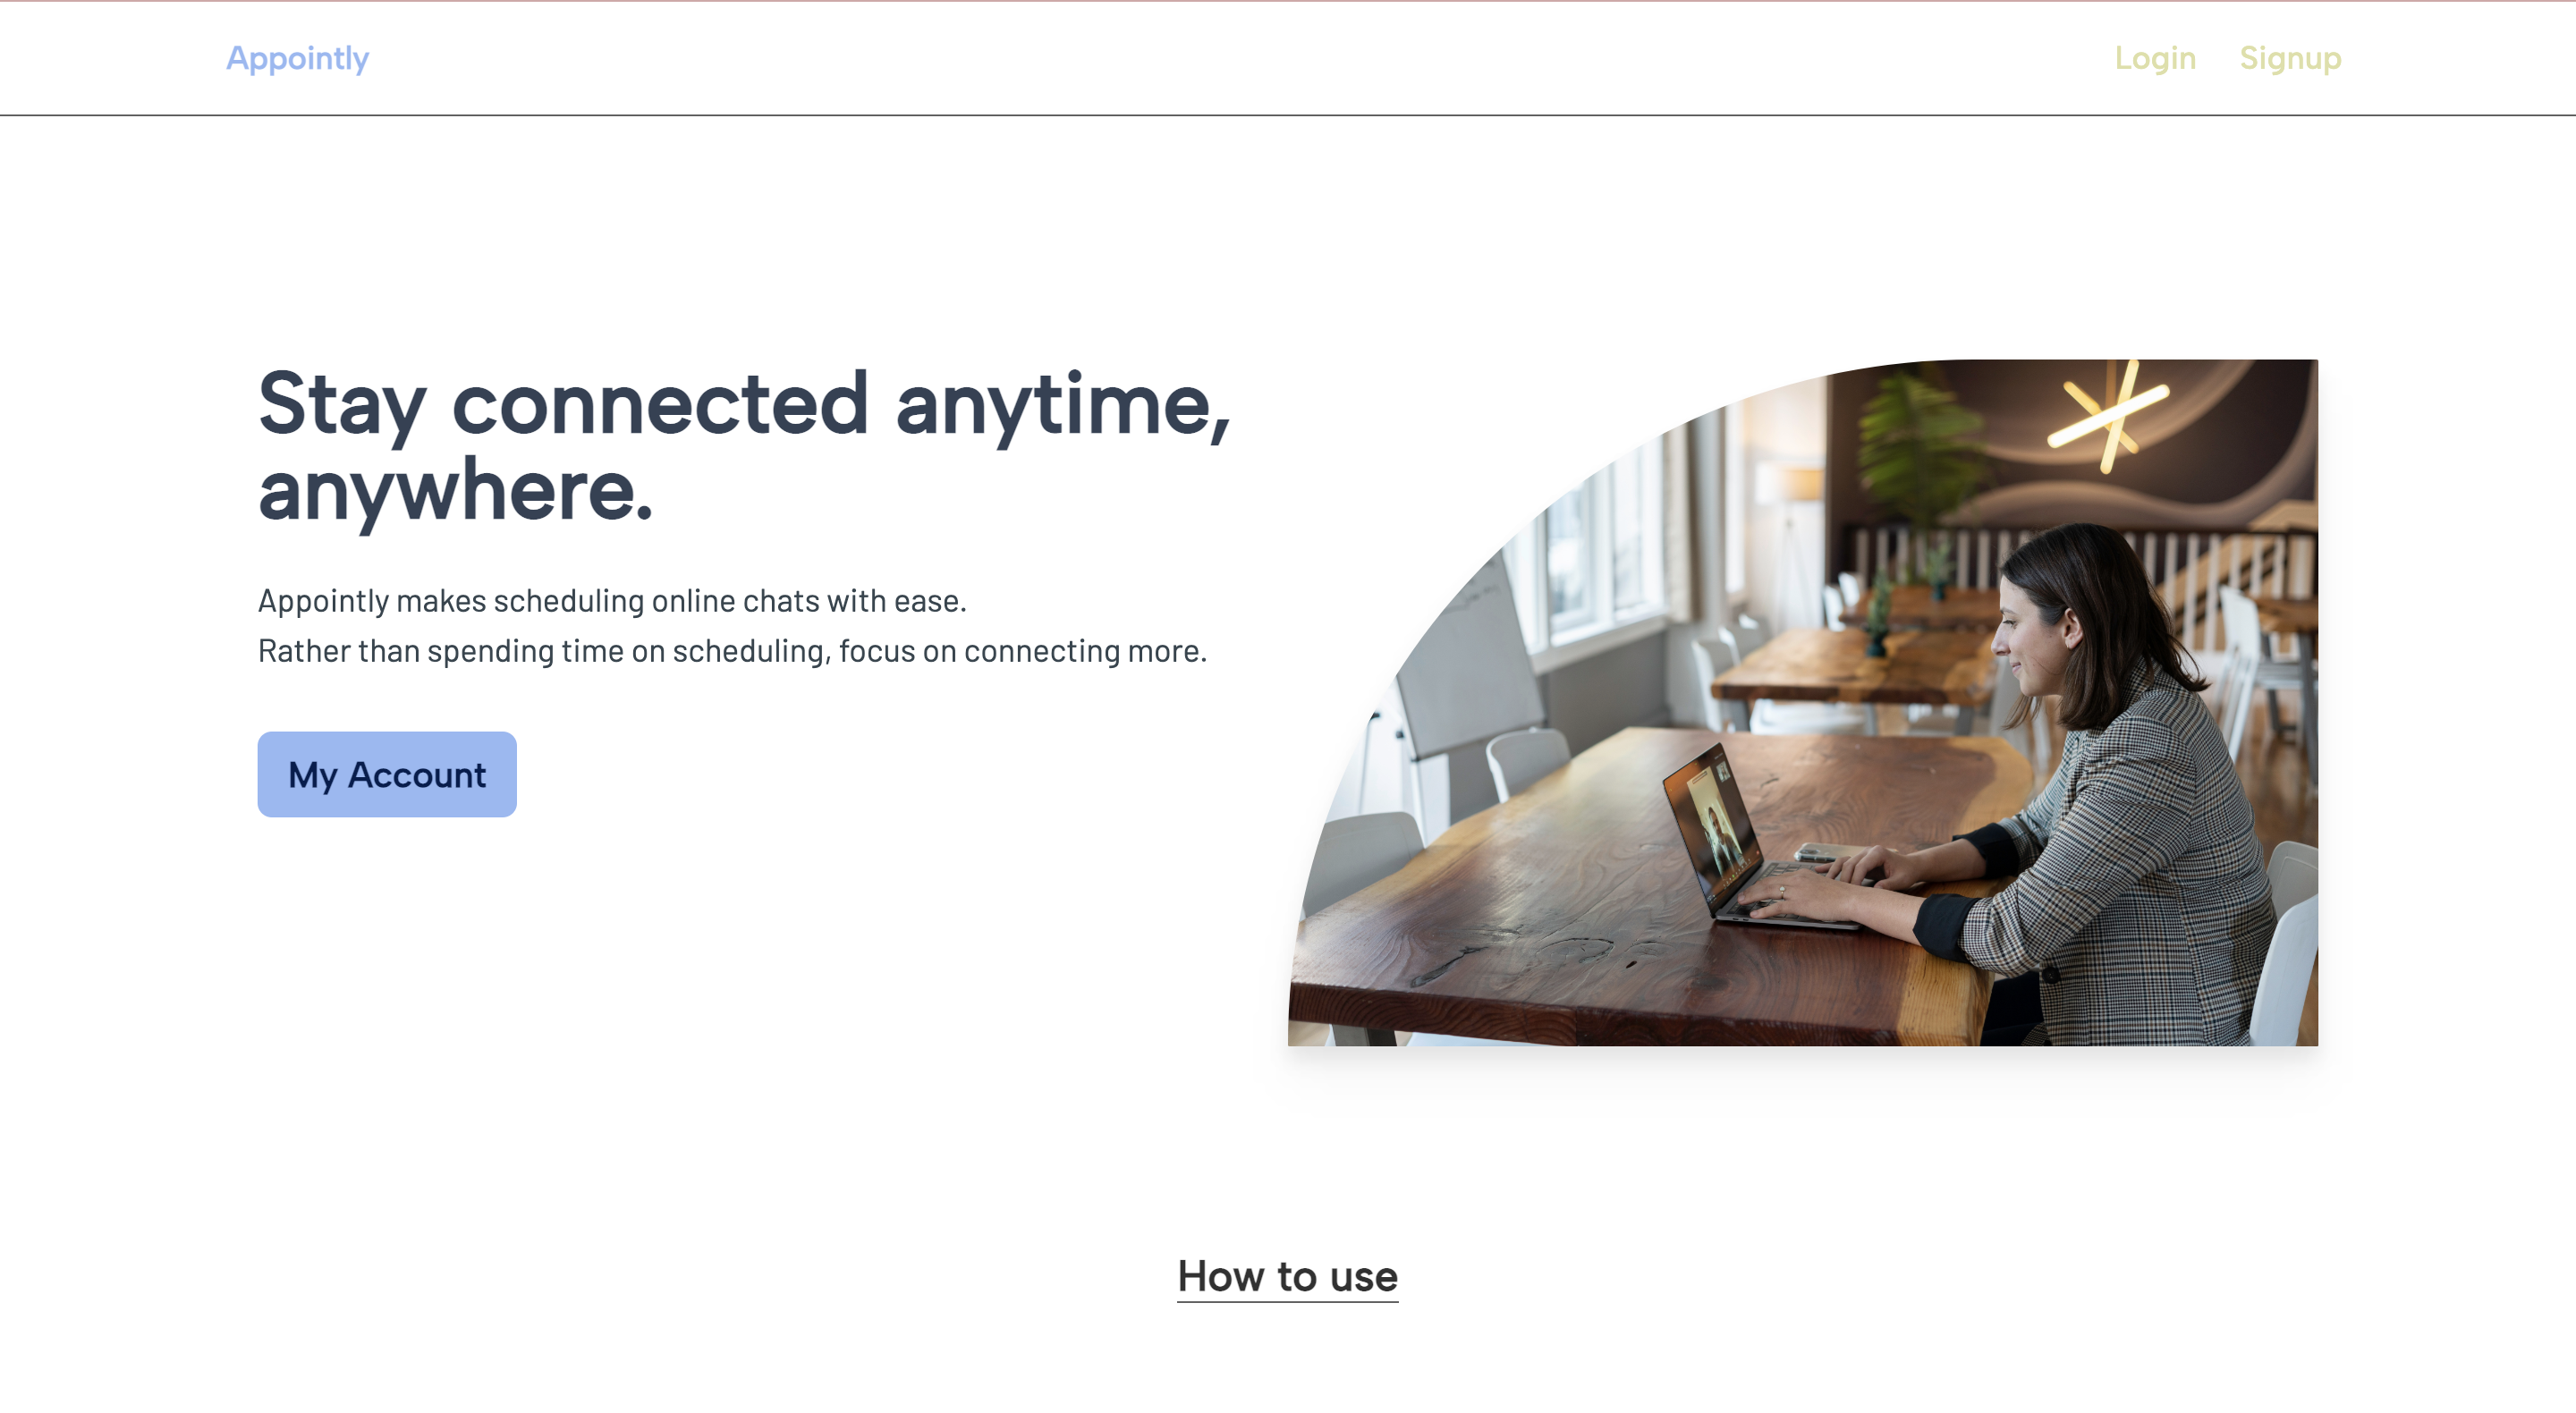 Appointly
Login
Signup
Stay connected anytime,
anywhere.
Appointly makes scheduling online chats with ease.
Rather than spending time on scheduling, focus on connecting more.
My Account
How to use